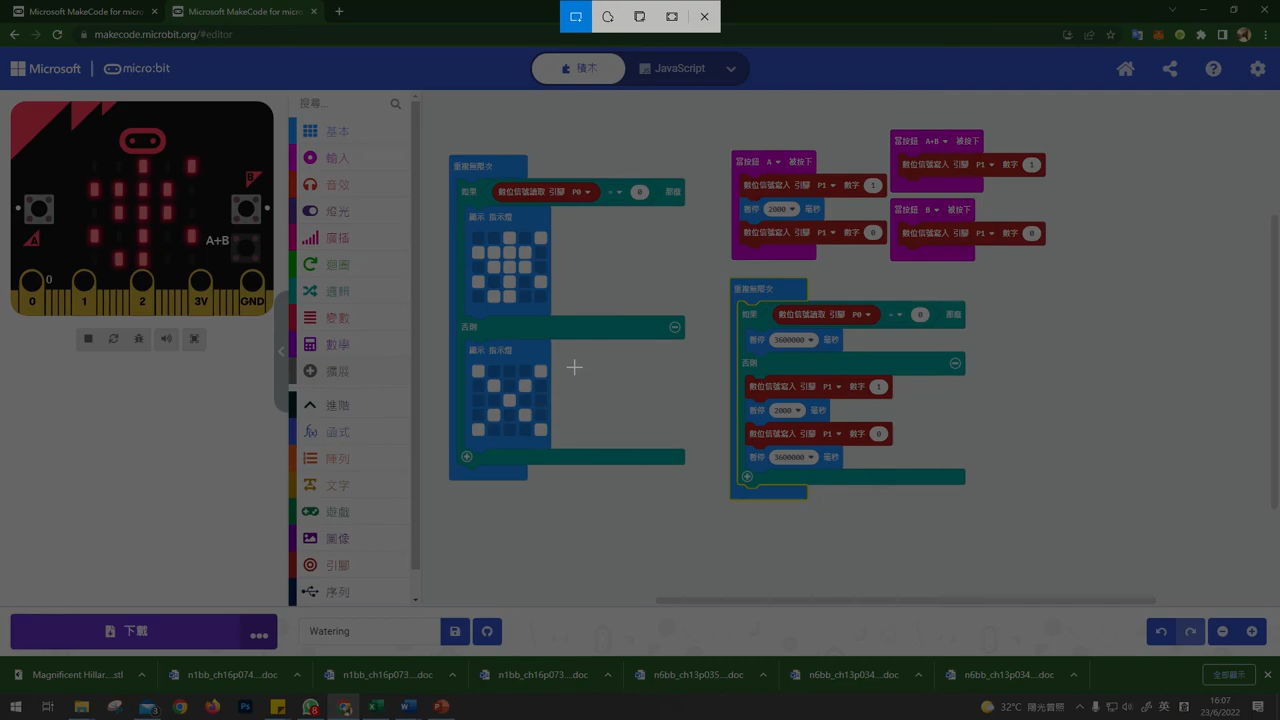 Microsoft MakeCode for micro:
Microsoft MakeCode for micro:
makecode.microbit.org/#editor
Microsoft
micro:bit
積木
JavaScript
搜尋...
基本
輸入
音效
燈光
廣播
迴圈
邏輯
變數
數學
擴展
進階
函式
陣列
文字
遊戲
圖像
引腳
序列
A
B
A+B
0
0
1
2
3V
GND
重複無限次
如果 數位信號讀取 引腳 P0 = 0 那麼
顯示 指示燈
否則
顯示 指示燈
當按鈕 A 被按下
數位信號寫入 引腳 P1 數字 1
暫停 2000 毫秒
數位信號寫入 引腳 P1 數字 0
當按鈕 A+B 被按下
數位信號寫入 引腳 P1 數字 1
當按鈕 B 被按下
數位信號寫入 引腳 P1 數字 0
重複無限次
如果 數位信號讀取 引腳 P0 = 0 那麼
暫停 3600000 毫秒
否則
數位信號寫入 引腳 P1 數字 1
暫停 2000 毫秒
數位信號寫入 引腳 P1 數字 0
暫停 3600000 毫秒
下載
Watering
Magnificent Hillar....stl
n1bb_ch16p074....doc
n1bb_ch16p073....doc
n1bb_ch16p073....doc
n6bb_ch13p035....doc
n6bb_ch13p034....doc
n6bb_ch13p034....doc
全部顯示
32°C 陽光普照
英
16:07
23/6/2022